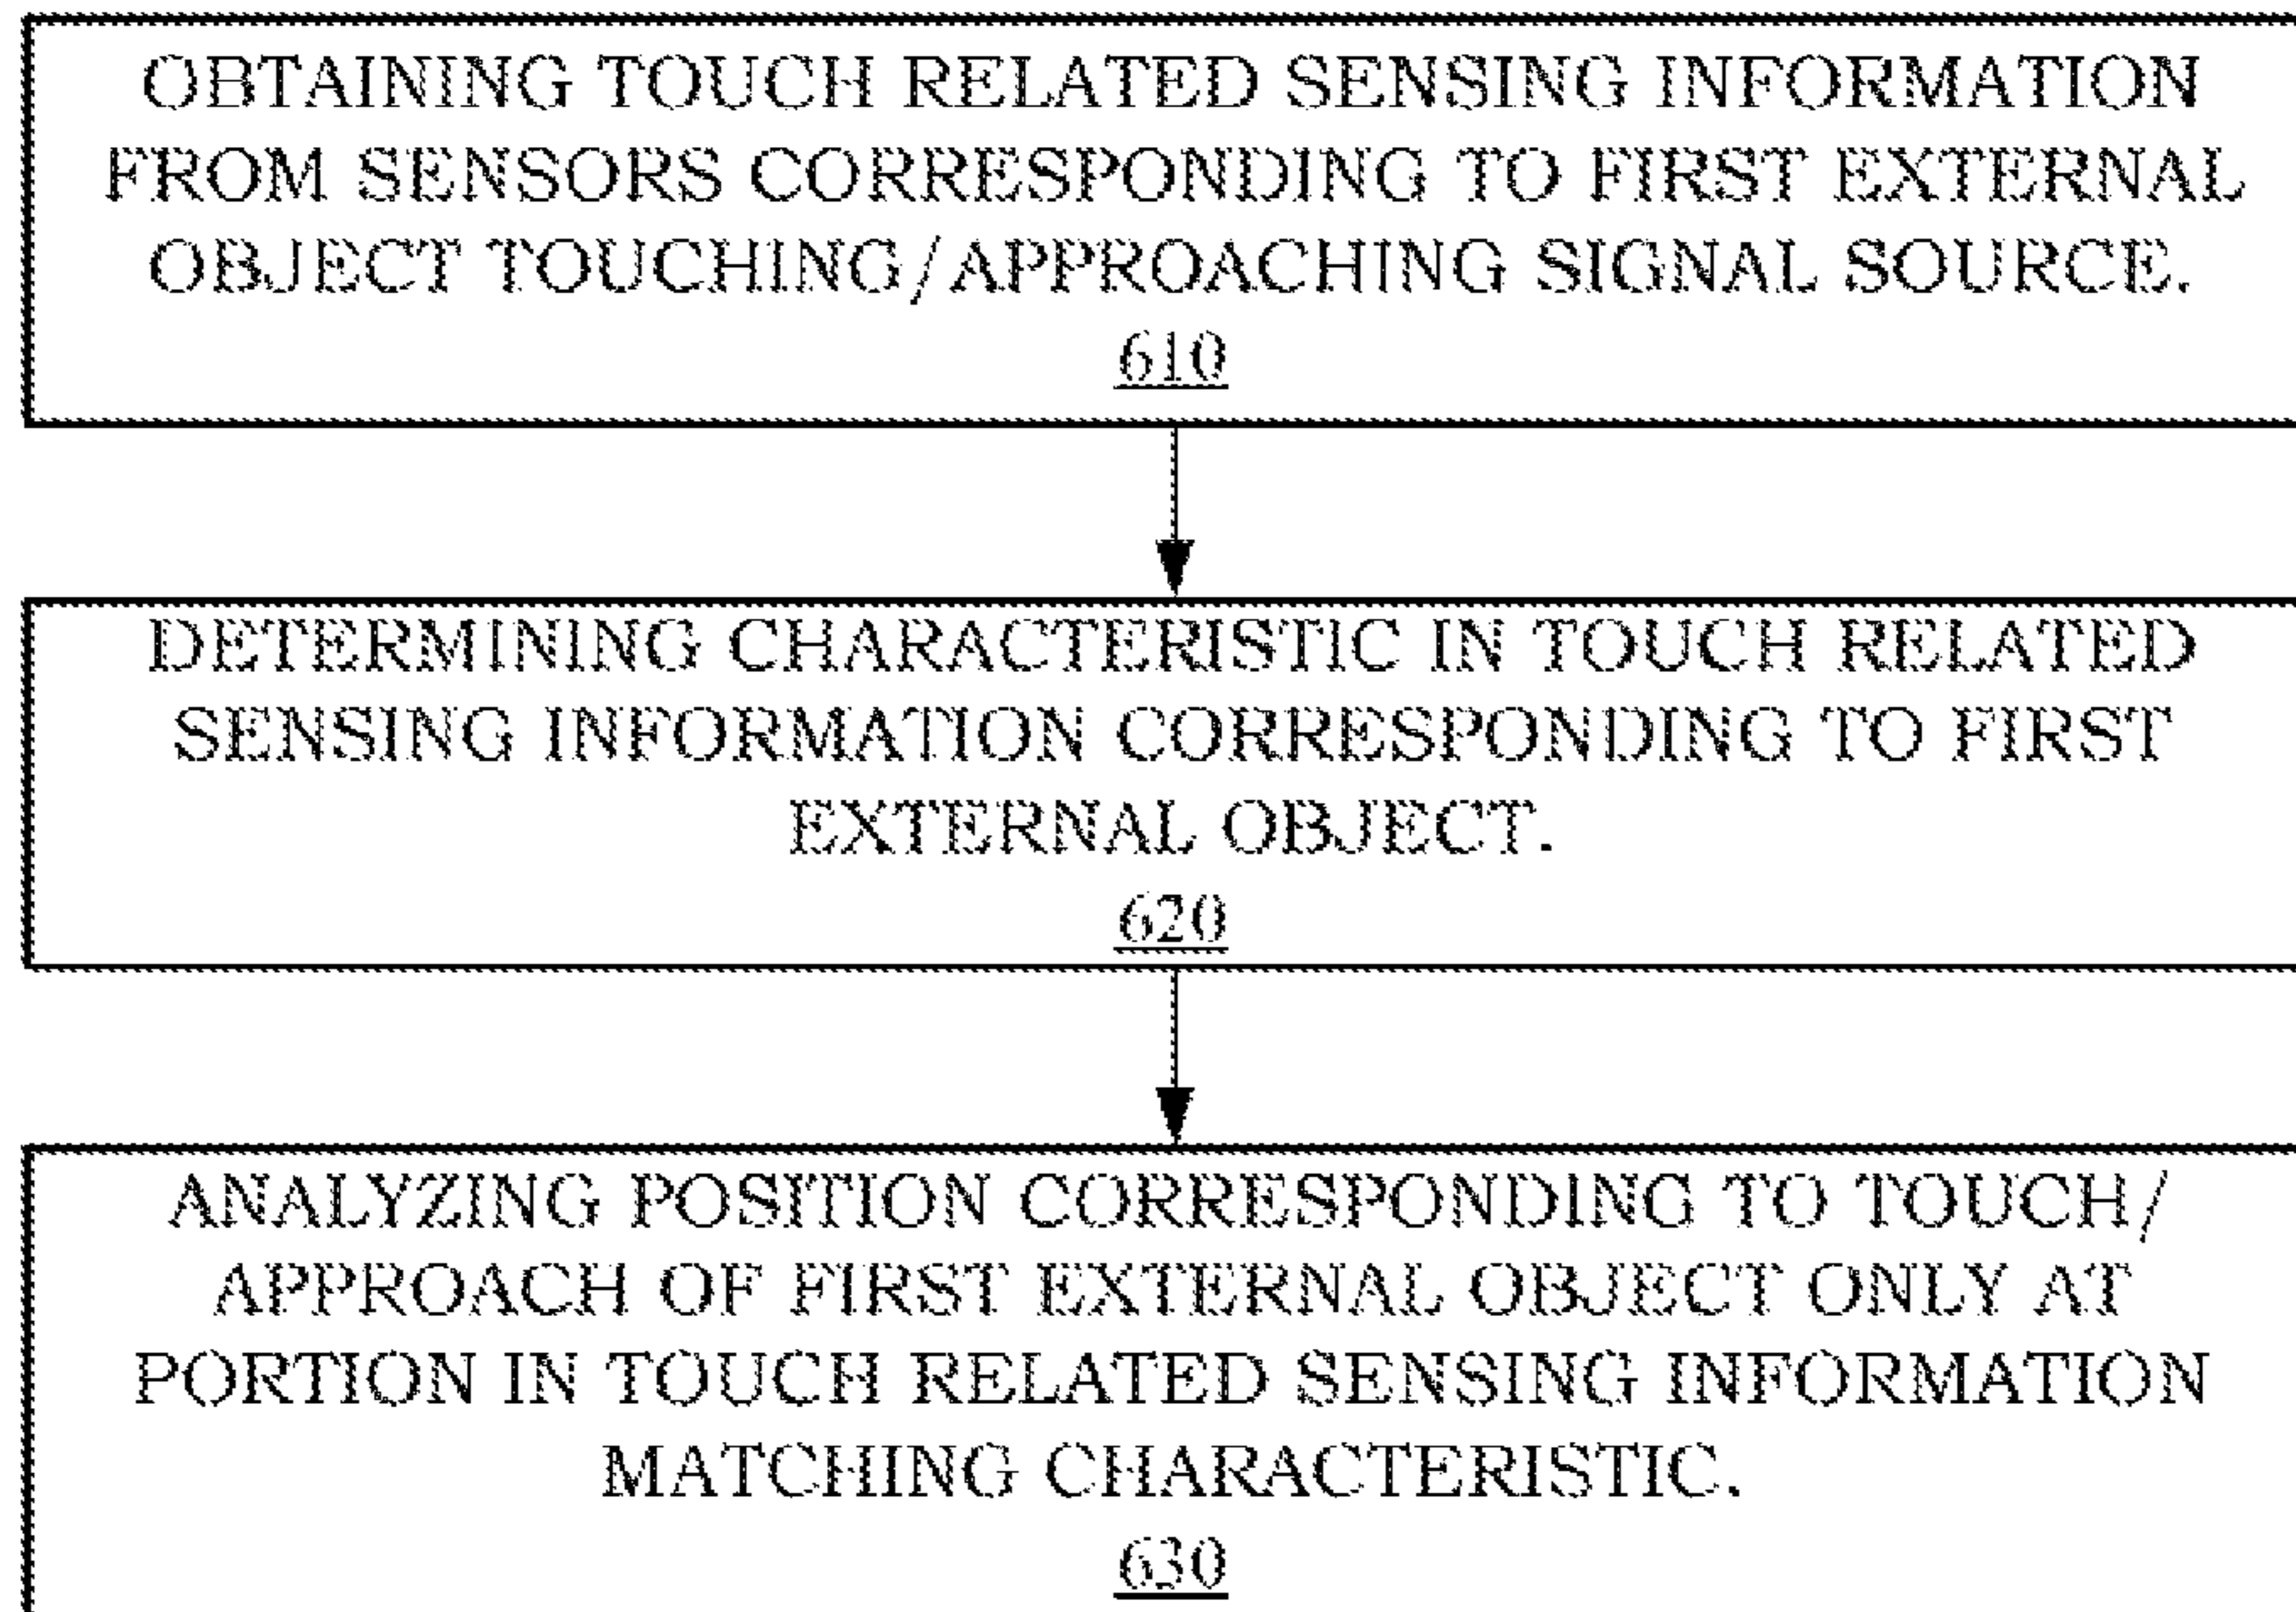 OBTAINING TOUCH RELATED SENSING INFORMATION
FROM SENSORS CORRESPONDING TO FIRST EXTERNAL
OBJECT TOUCHING/APPROACHING SIGNAL SOURCE.
610
DETERMINING CHARACTERISTIC IN TOUCH RELATED
SENSING INFORMATION CORRESPONDING TO FIRST
EXTERNAL OBJECT.
620
ANALYZING POSITION CORRESPONDING TO TOUCH/
APPROACH OF FIRST EXTERNAL OBJECT ONLY AT
PORTION IN TOUCH RELATED SENSING INFORMATION
MATCHING CHARACTERISTIC.
630